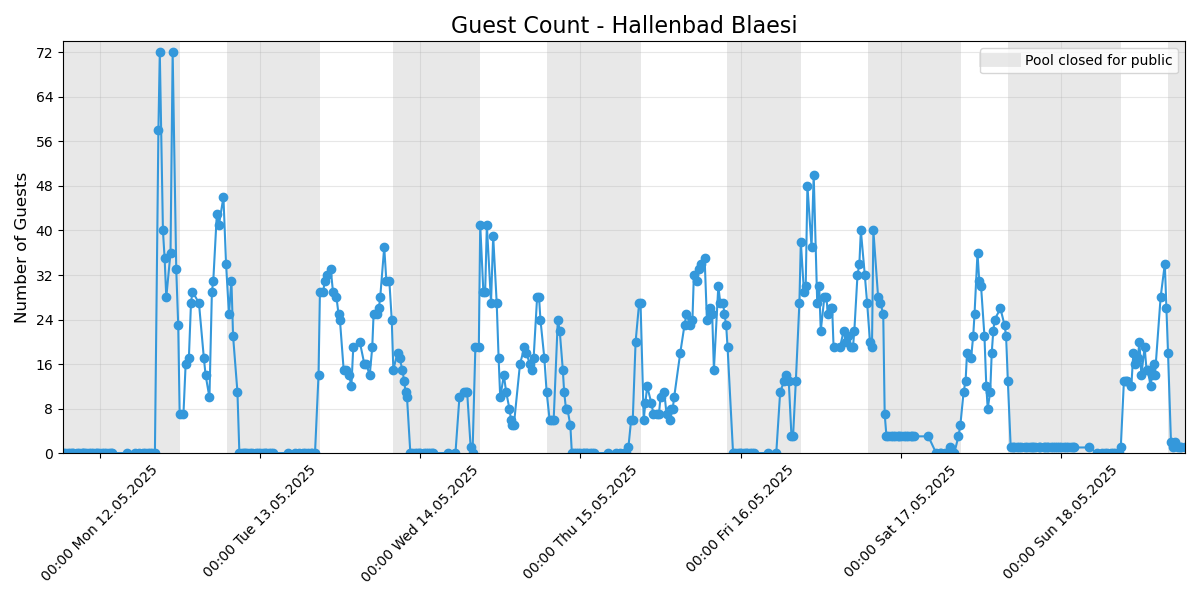 Guest Count - Hallenbad Blaesi
Pool closed for public
Number of Guests
72
64
56
48
40
32
24
16
8
0
00:00 Mon 12.05.2025
00:00 Tue 13.05.2025
00:00 Wed 14.05.2025
00:00 Thu 15.05.2025
00:00 Fri 16.05.2025
00:00 Sat 17.05.2025
00:00 Sun 18.05.2025